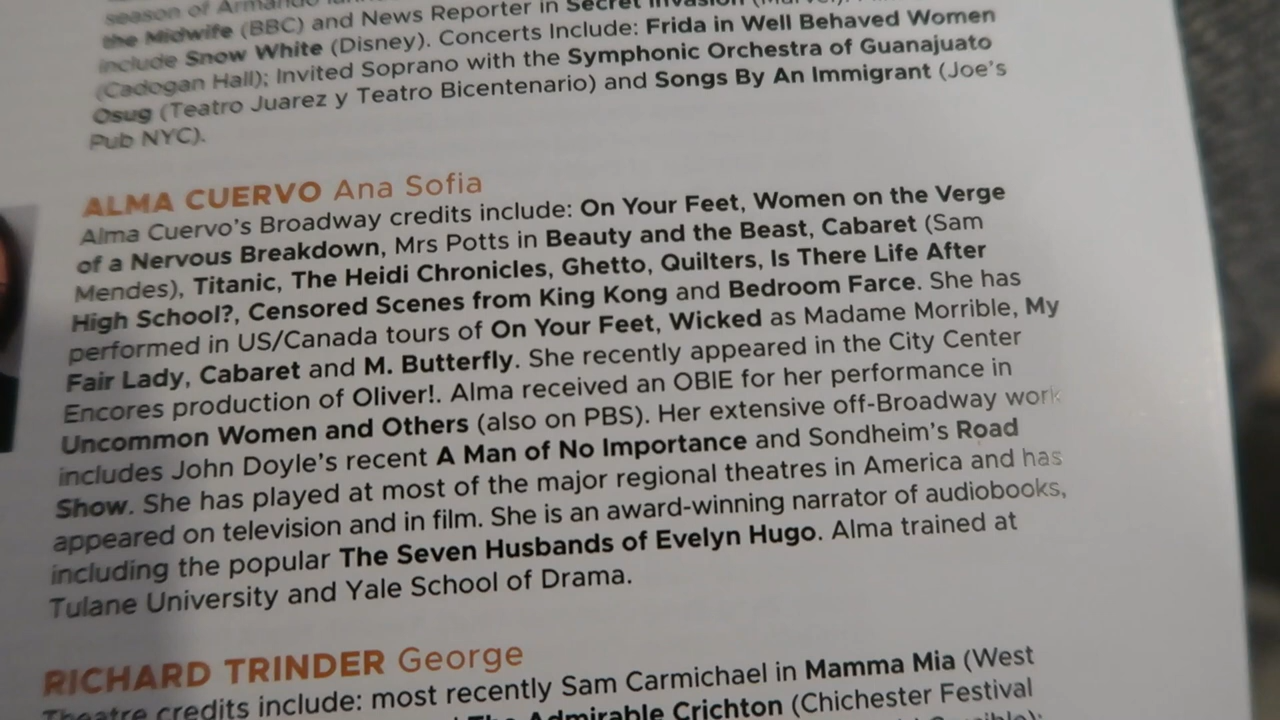 season of Armando
the Midwife (BBC) and News Reporter in Secret Invasion (Marvel).
include Snow White (Disney). Concerts Include: Frida in Well Behaved Women
(Cadogan Hall); Invited Soprano with the Symphonic Orchestra of Guanajuato
Osug (Teatro Juarez y Teatro Bicentenario) and Songs By An Immigrant (Joe's
Pub NYC).
ALMA CUERVO Ana Sofia
Alma Cuervo's Broadway credits include: On Your Feet, Women on the Verge
of a Nervous Breakdown, Mrs Potts in Beauty and the Beast, Cabaret (Sam
Mendes), Titanic, The Heidi Chronicles, Ghetto, Quilters, Is There Life After
High School?, Censored Scenes from King Kong and Bedroom Farce. She has
performed in US/Canada tours of On Your Feet, Wicked as Madame Morrible, My
Fair Lady, Cabaret and M. Butterfly. She recently appeared in the City Center
Encores production of Oliver!. Alma received an OBIE for her performance in
Uncommon Women and Others (also on PBS). Her extensive off-Broadway work
includes John Doyle's recent A Man of No Importance and Sondheim's Road
Show. She has played at most of the major regional theatres in America and has
appeared on television and in film. She is an award-winning narrator of audiobooks,
including the popular The Seven Husbands of Evelyn Hugo. Alma trained at
Tulane University and Yale School of Drama.
RICHARD TRINDER George
Theatre credits include: most recently Sam Carmichael in Mamma Mia (West
The Admirable Crichton (Chichester Festival